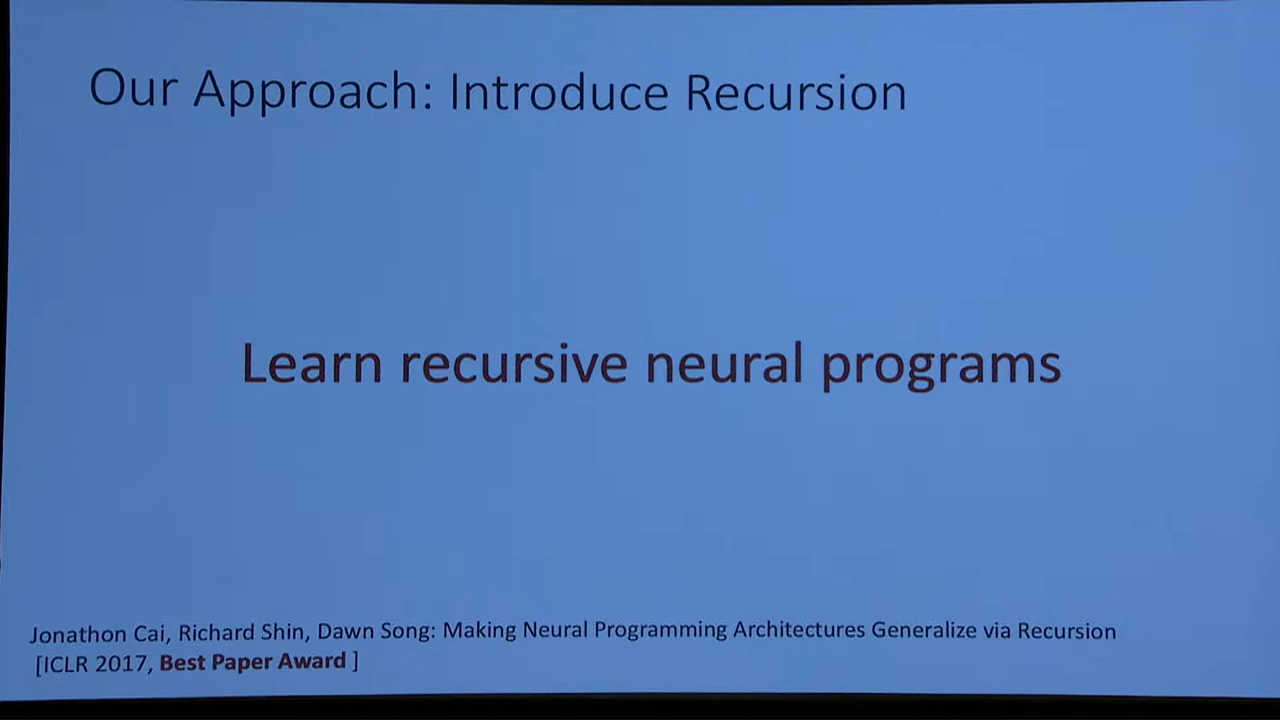 Our Approach: Introduce Recursion
Learn recursive neural programs
Jonathon Cai, Richard Shin, Dawn Song: Making Neural Programming Architectures Generalize via Recursion
[ICLR 2017, Best Paper Award ]